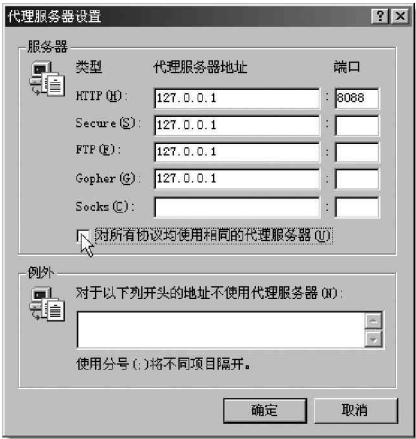 代理服务器设置
服务器
类型 代理服务器地址 端口
HTTP(H): 127.0.0.1 : 8088
Secure(S): 127.0.0.1 :
FTP(F): 127.0.0.1 :
Gopher(G): 127.0.0.1 :
Socks(C): :
对所有协议均使用相同的代理服务器(U)
例外
对于以下列开头的地址不使用代理服务器(N):
使用分号(;)将不同项目隔开。
确定 取消